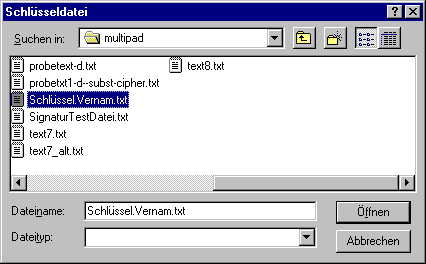 Schlüsseldatei
Suchen in: multipad
probetext-d.txt
probetxt1-d--subst-cipher.txt
Schlüssel.Vernam.txt
SignaturTestDatei.txt
text7.txt
text7_alt.txt
text8.txt
Dateiname: Schlüssel.Vernam.txt Öffnen
Dateityp: Abbrechen